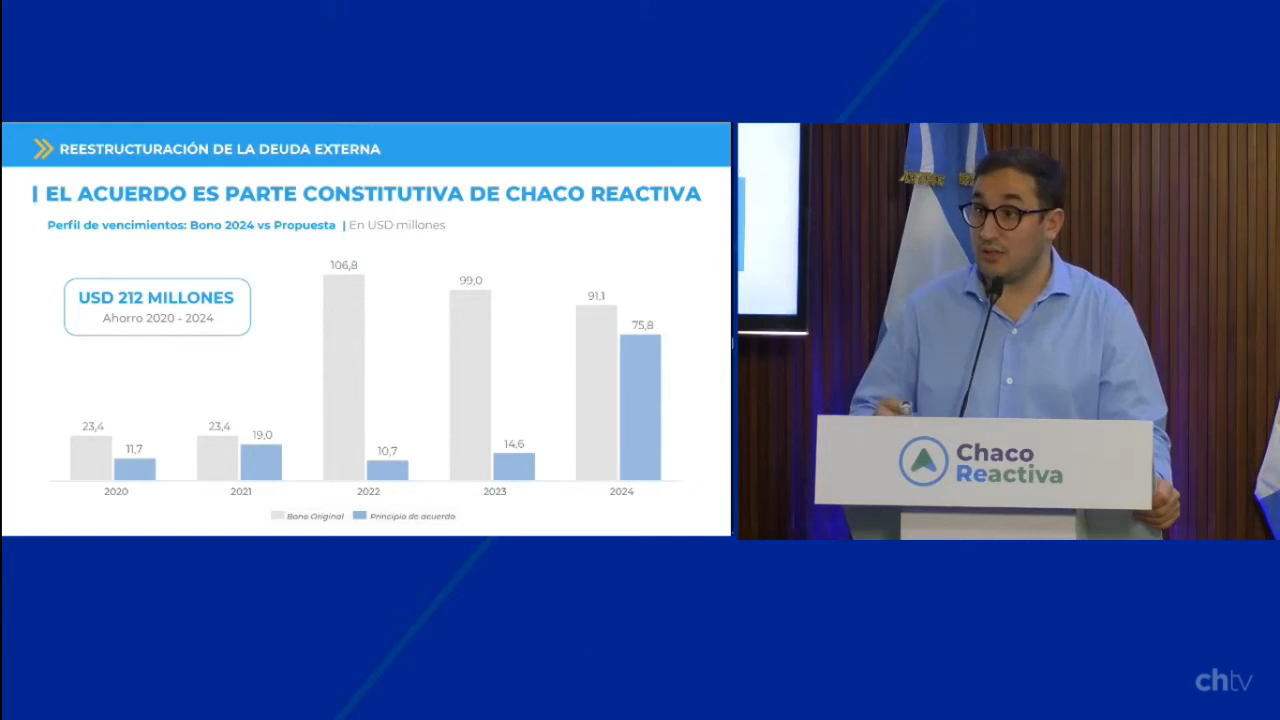 REESTRUCTURACIÓN DE LA DEUDA EXTERNA
| EL ACUERDO ES PARTE CONSTITUTIVA DE CHACO REACTIVA
Perfil de vencimientos: Bono 2024 vs Propuesta | En USD millones
USD 212 MILLONES
Ahorro 2020 - 2024
23,4
11,7
23,4
19,0
106,8
10,7
99,0
14,6
91,1
75,8
2020
2021
2022
2023
2024
Bono Original
Principio de acuerdo
Chaco
Reactiva
chtv